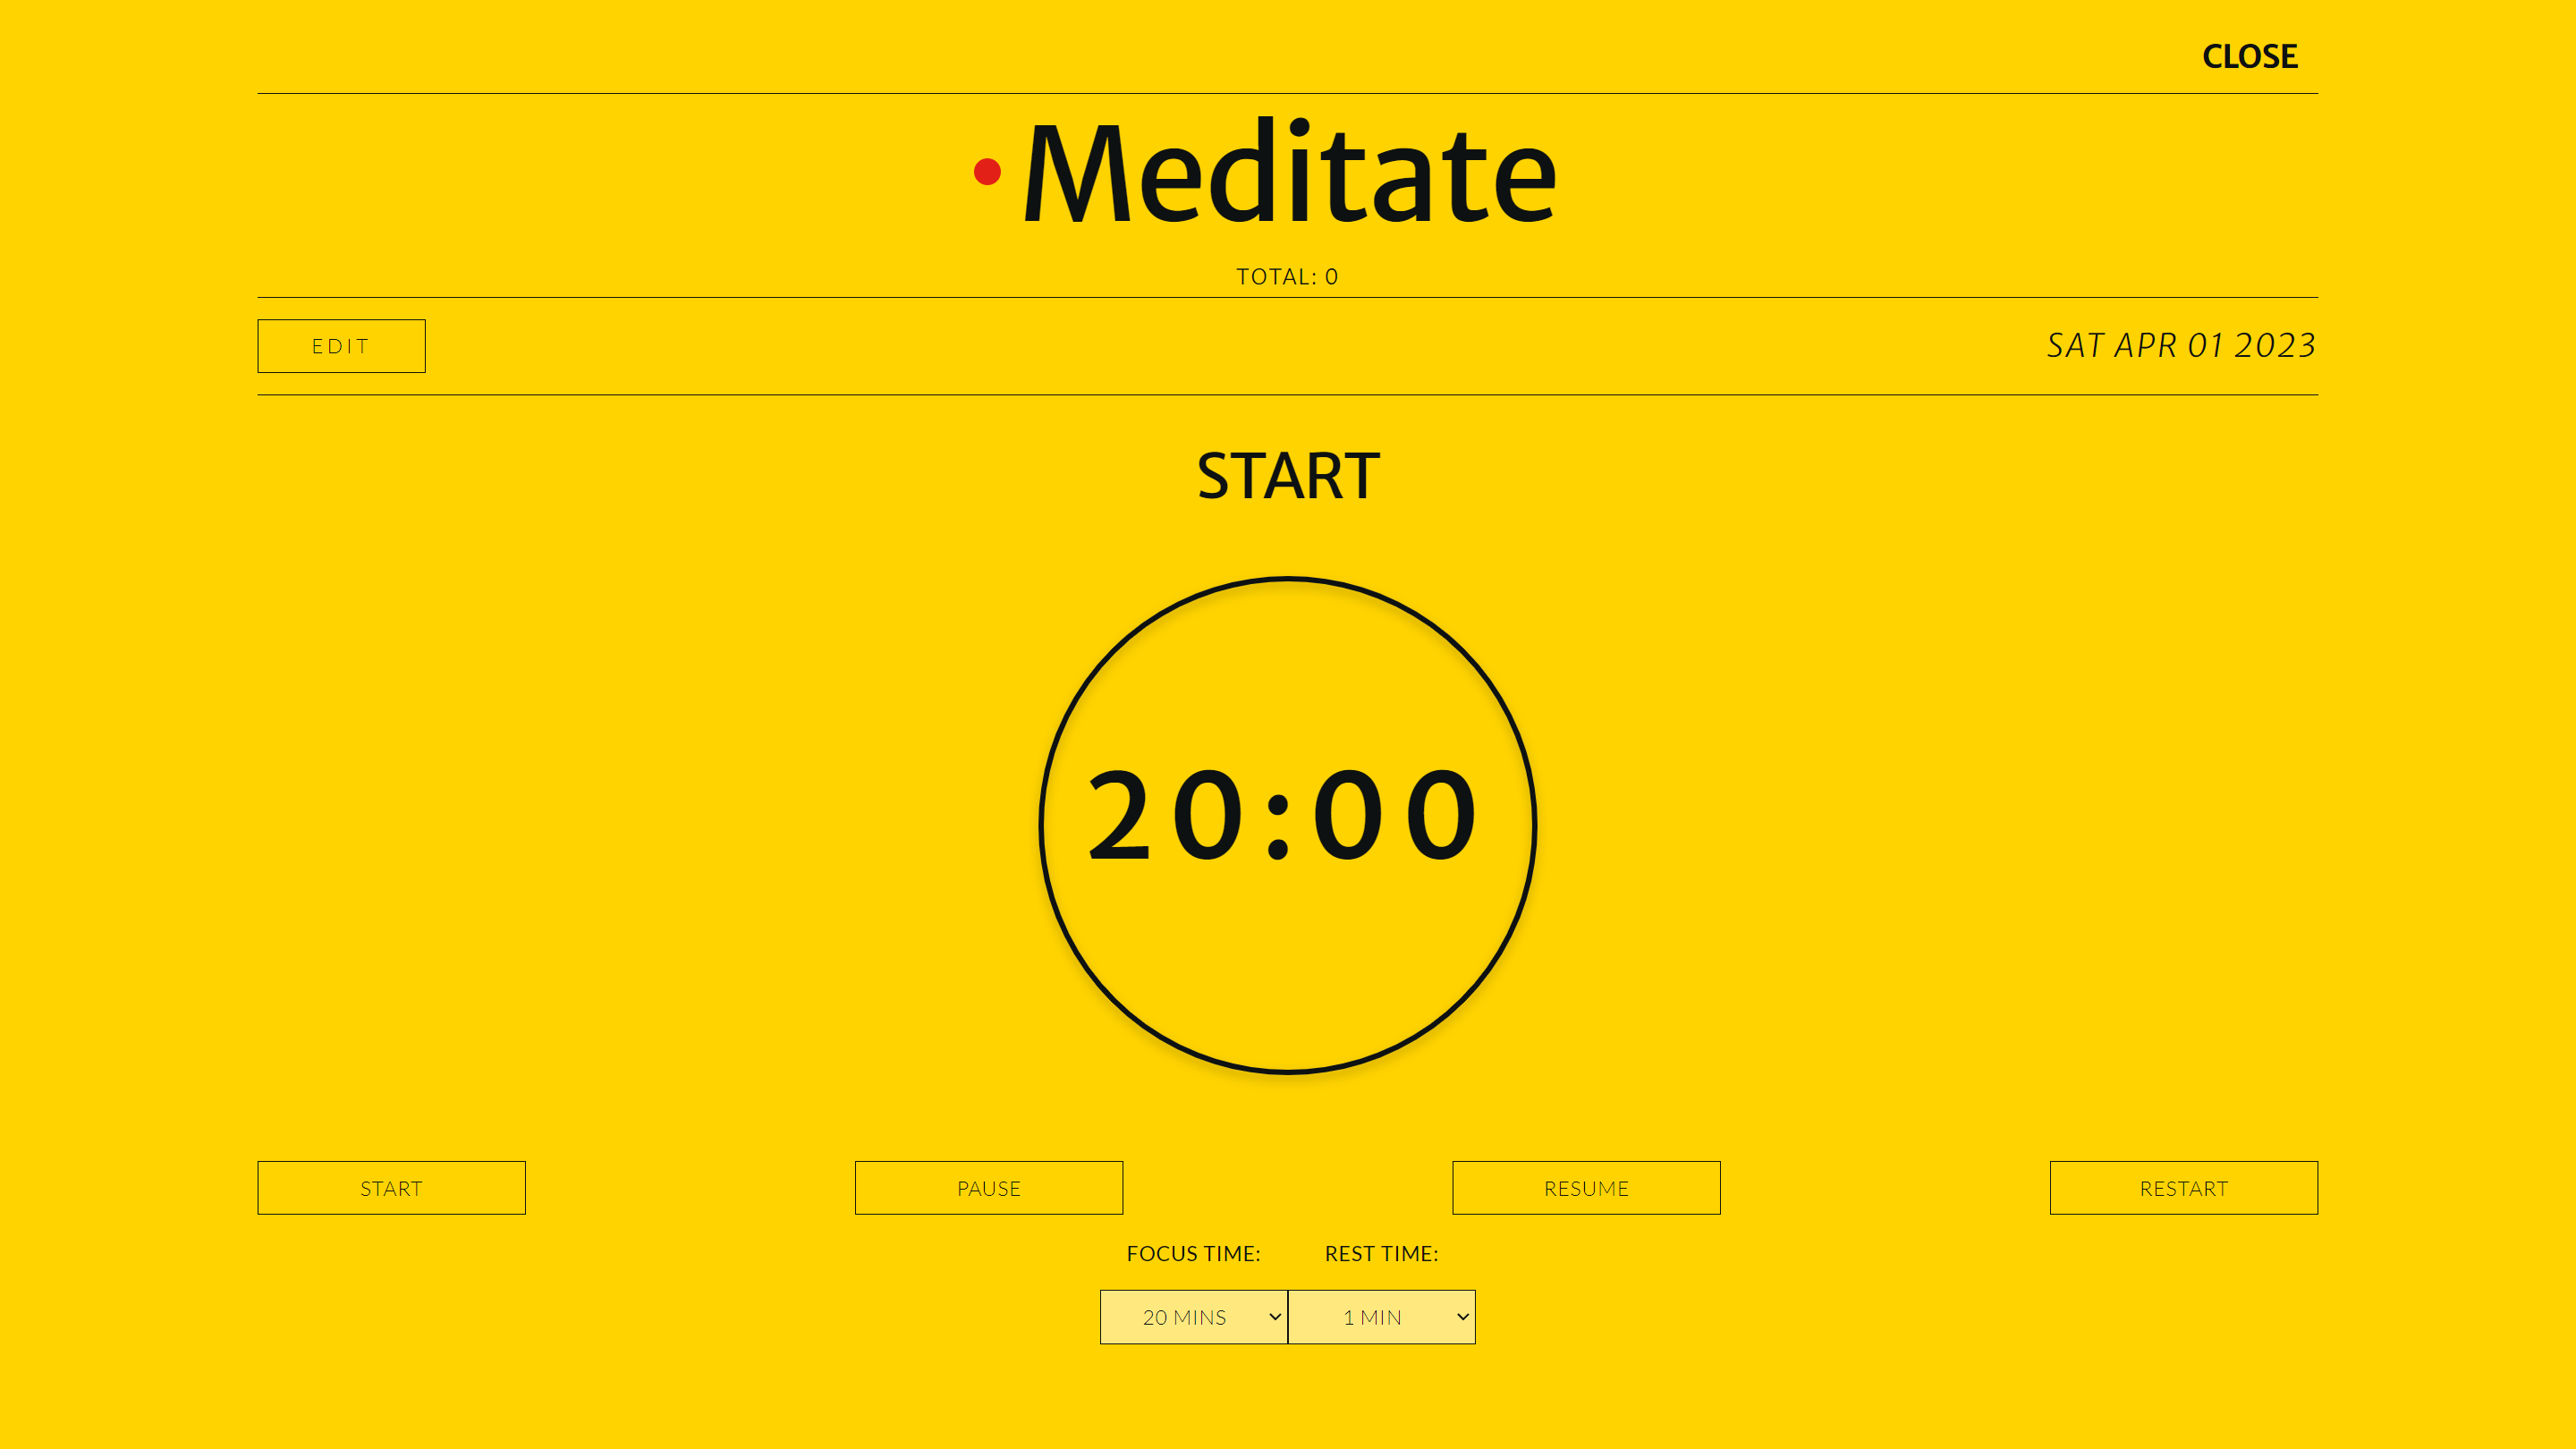 CLOSE
Meditate
TOTAL: 0
EDIT
SAT APR 01 2023
START
20:00
START
PAUSE
RESUME
RESTART
FOCUS TIME:
REST TIME:
20 MINS
1 MIN